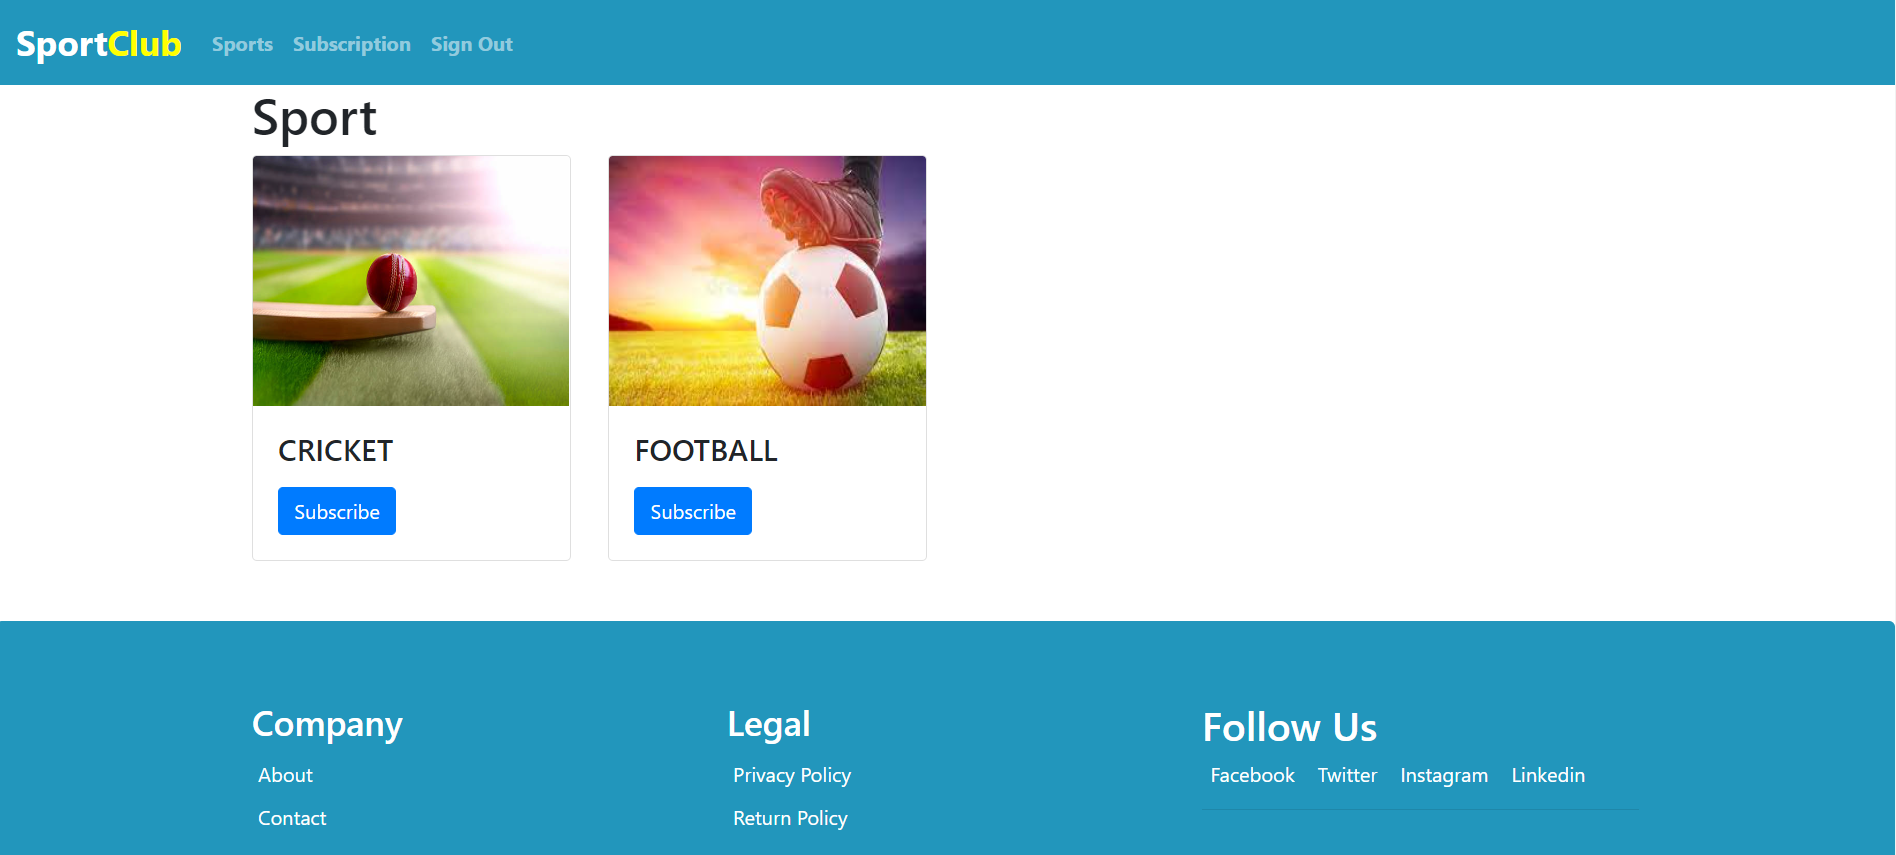 SportClub Sports Subscription Sign Out
Sport
CRICKET
Subscribe
FOOTBALL
Subscribe
Company
About
Contact
Legal
Privacy Policy
Return Policy
Follow Us
Facebook Twitter Instagram Linkedin